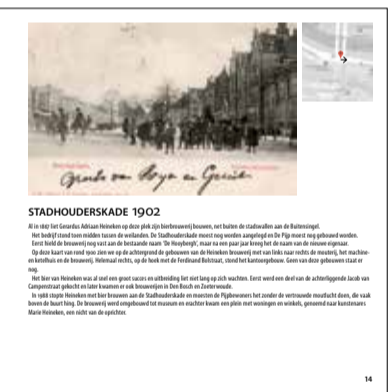 Groete van Roza en Gerrit
STADHOUDERSKADE 1902
Al in 1867 liet Gerardus Adriaan Heineken op deze plek zijn bierbrouwerij bouwen, net buiten de stadswallen aan de Buitensingel.
Het bedrijf stond toen midden tussen de weilanden. De Stadhouderskade moest nog worden aangelegd en De Pijp moest nog gebouwd worden.
Eerst hield de brouwerij nog vast aan de bestaande naam 'De Hooybergh', maar na een paar jaar kreeg het de naam van de nieuwe eigenaar.
Op deze kaart van rond 1902 zien we op de achtergrond de gebouwen van de Heineken brouwerij met van links naar rechts de mouterij, het machine-
en ketelhuis en de brouwerij. Helemaal rechts, op de hoek met de Ferdinand Bolstraat, stond het kantoorgebouw. Geen van deze gebouwen staat er
nog.
Het bier van Heineken was al snel een groot succes en uitbreiding liet niet lang op zich wachten. Eerst werd een deel van de achterliggende Jacob van
Campenstraat gekocht en later kwamen er ook brouwerijen in Den Bosch en Zoeterwoude.
In 1988 stopte Heineken met bier brouwen aan de Stadhouderskade en moesten de Pijpbewoners het zonder de vertrouwde moutlucht doen, die vaak
boven de buurt hing. De brouwerij werd omgebouwd tot museum en erachter kwam een plein met woningen en winkels, genoemd naar kunstenares
Marie Heineken, een nicht van de oprichter.
14